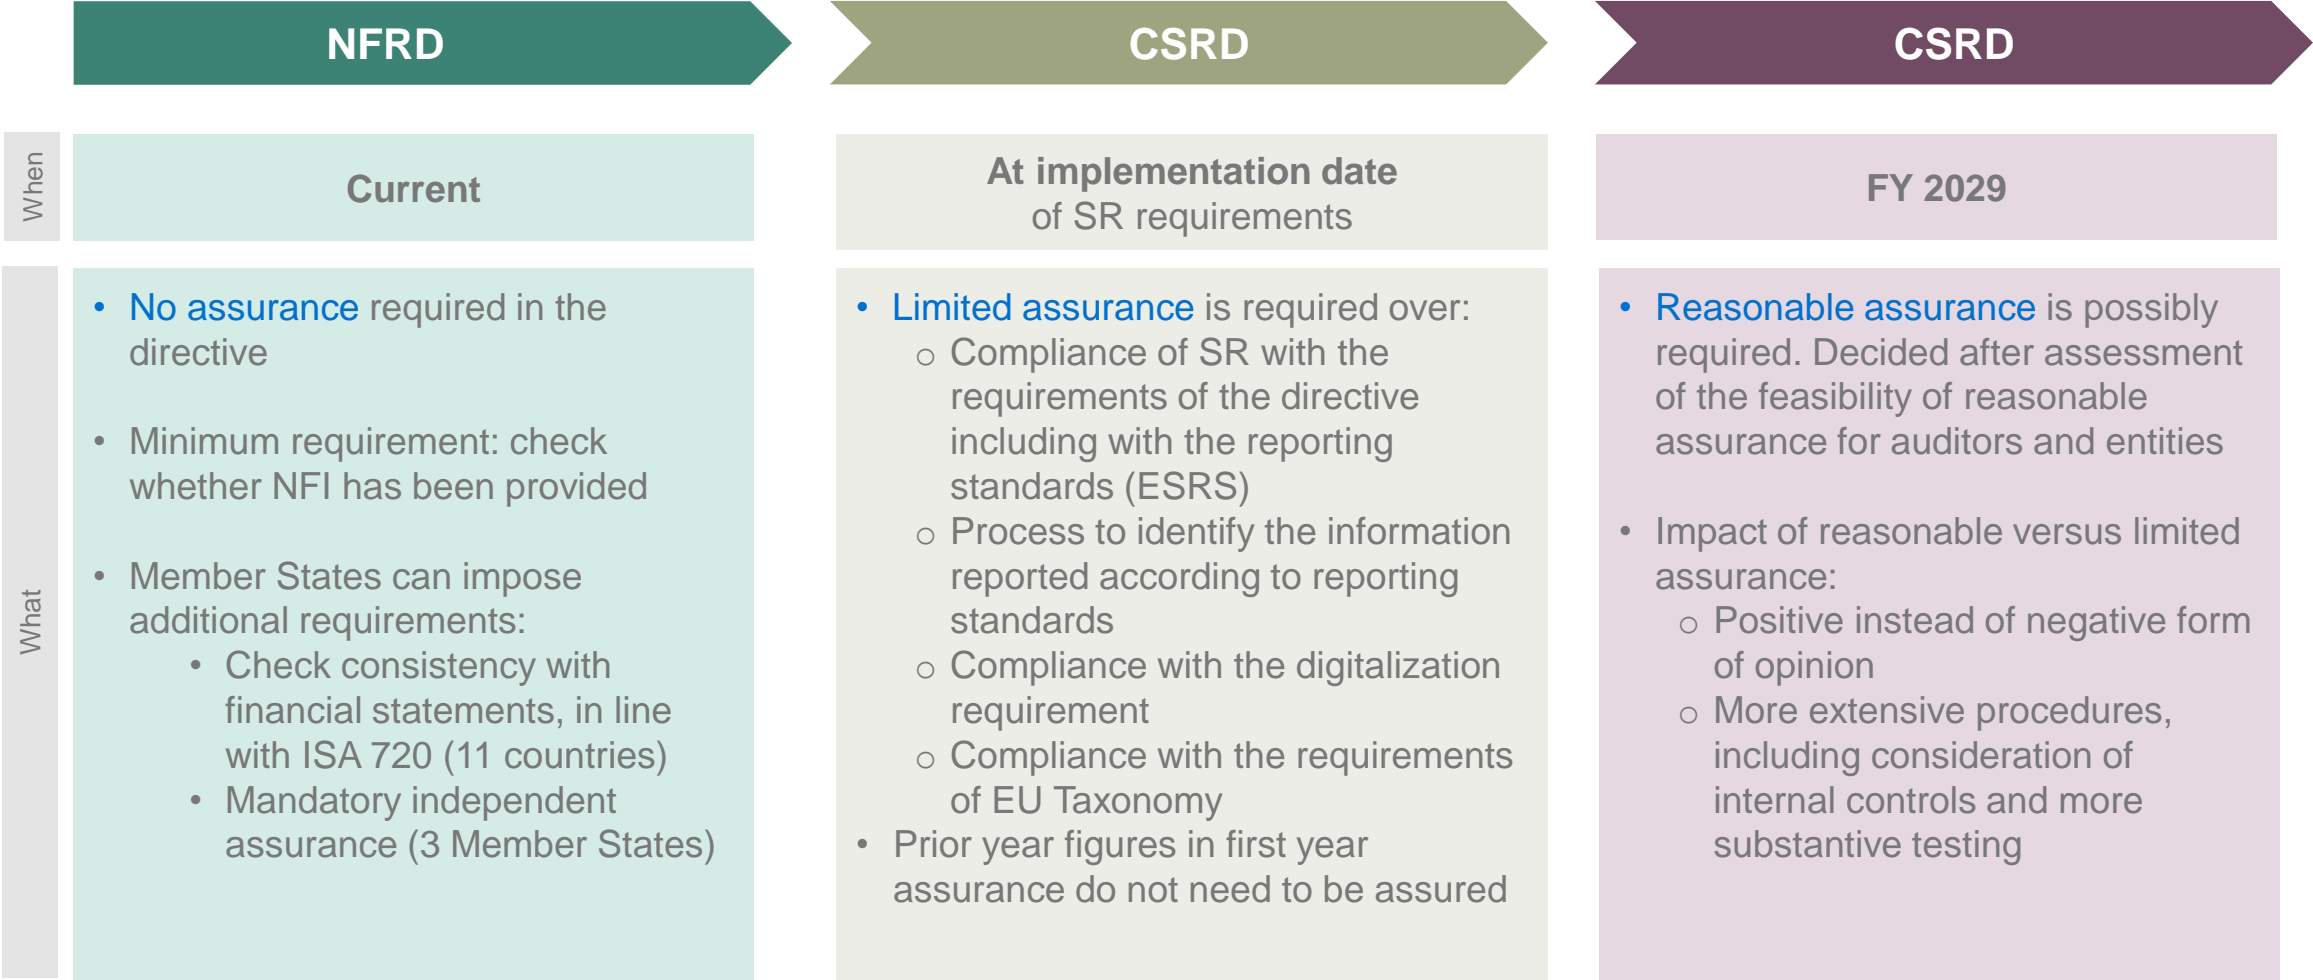 NFRD
CSRD
CSRD
When
Current
At implementation date
of SR requirements
FY 2029
What
• No assurance required in the
directive
• Minimum requirement: check
whether NFI has been provided
• Member States can impose
additional requirements:
• Check consistency with
financial statements, in line
with ISA 720 (11 countries)
• Mandatory independent
assurance (3 Member States)
• Limited assurance is required over:
o Compliance of SR with the
requirements of the directive
including with the reporting
standards (ESRS)
o Process to identify the information
reported according to reporting
standards
o Compliance with the digitalization
requirement
o Compliance with the requirements
of EU Taxonomy
• Prior year figures in first year
assurance do not need to be assured
• Reasonable assurance is possibly
required. Decided after assessment
of the feasibility of reasonable
assurance for auditors and entities
• Impact of reasonable versus limited
assurance:
o Positive instead of negative form
of opinion
o More extensive procedures,
including consideration of
internal controls and more
substantive testing